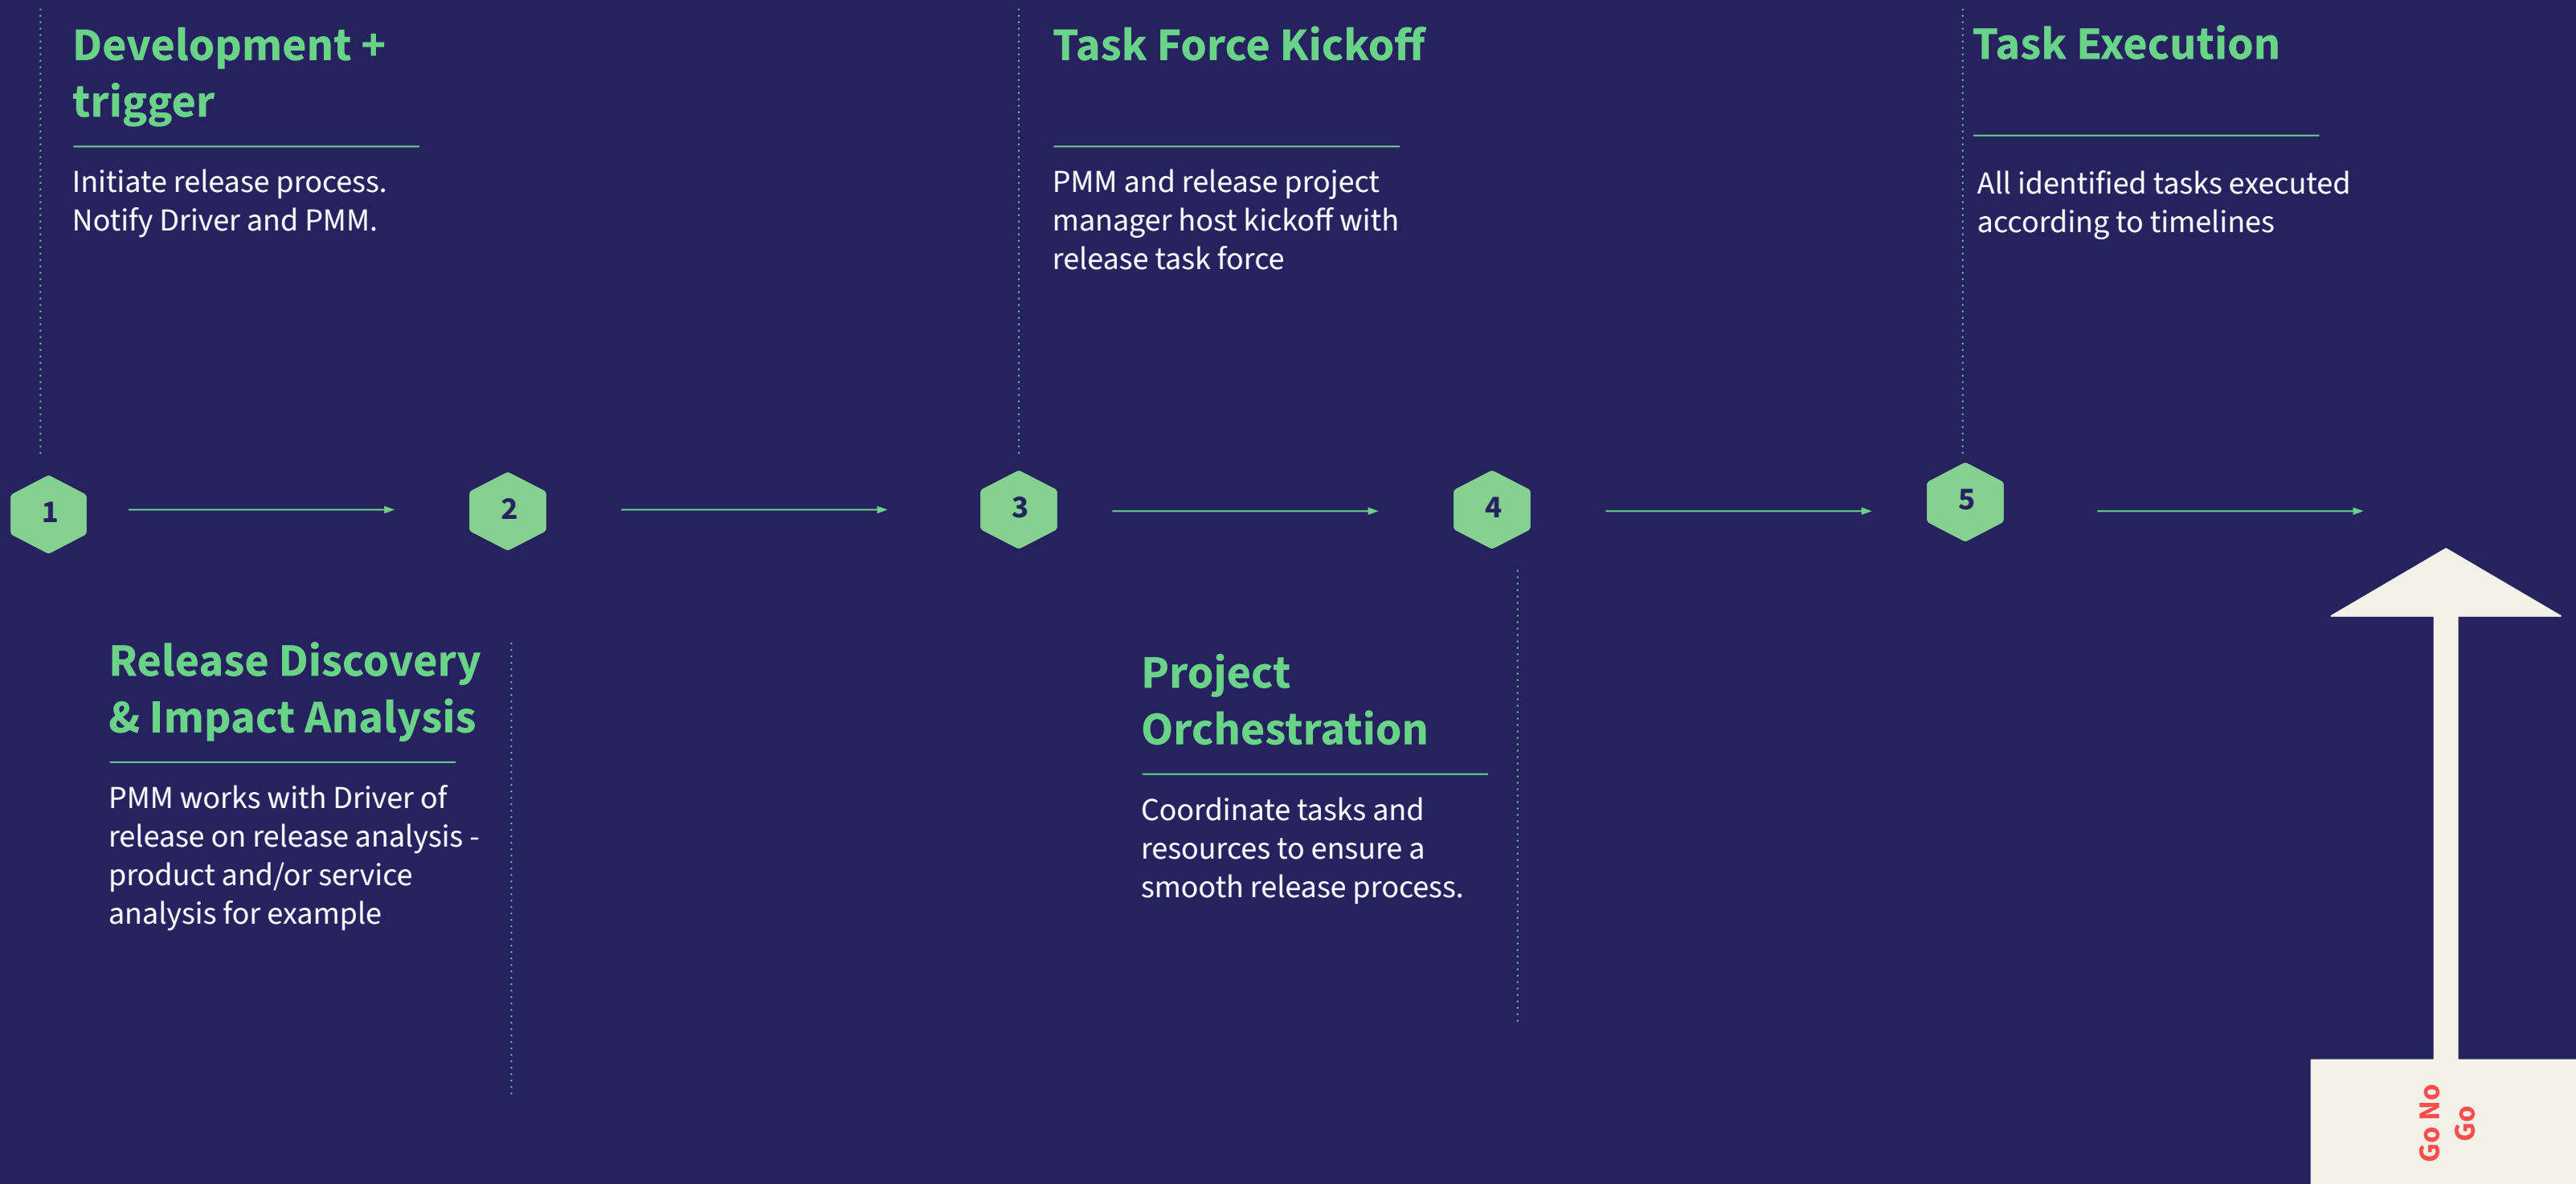 Development +
trigger
Initiate release process.
Notify Driver and PMM.
Task Force Kickoff
PMM and release project
manager host kickoff with
release task force
Task Execution
All identified tasks executed
according to timelines
1
2
3
4
5
Release Discovery
& Impact Analysis
PMM works with Driver of
release on release analysis -
product and/or service
analysis for example
Project
Orchestration
Coordinate tasks and
resources to ensure a
smooth release process.
Go No
Go